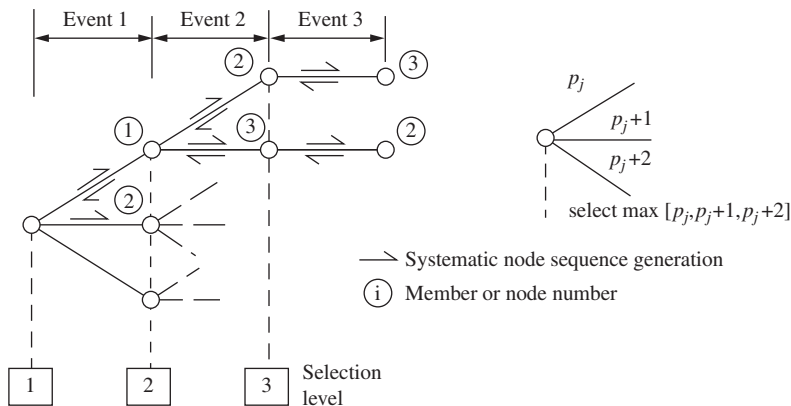 Event 1 Event 2 Event 3
2 3
1 3 2
2
p_j
p_j+1
p_j+2
select max [p_j,p_j+1,p_j+2]
Systematic node sequence generation
i Member or node number
1 2 3 Selection
level